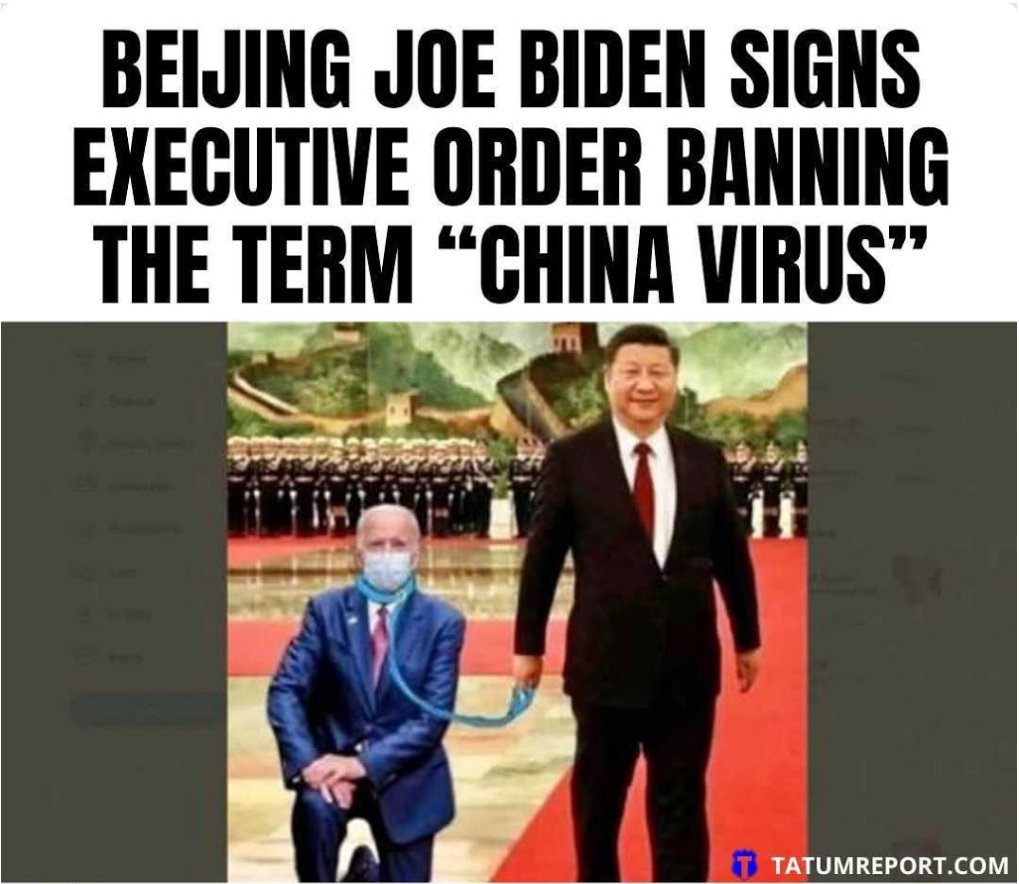 BEIJING JOE BIDEN SIGNS
EXECUTIVE ORDER BANNING
THE TERM “CHINA VIRUS”
TATUMREPORT.COM